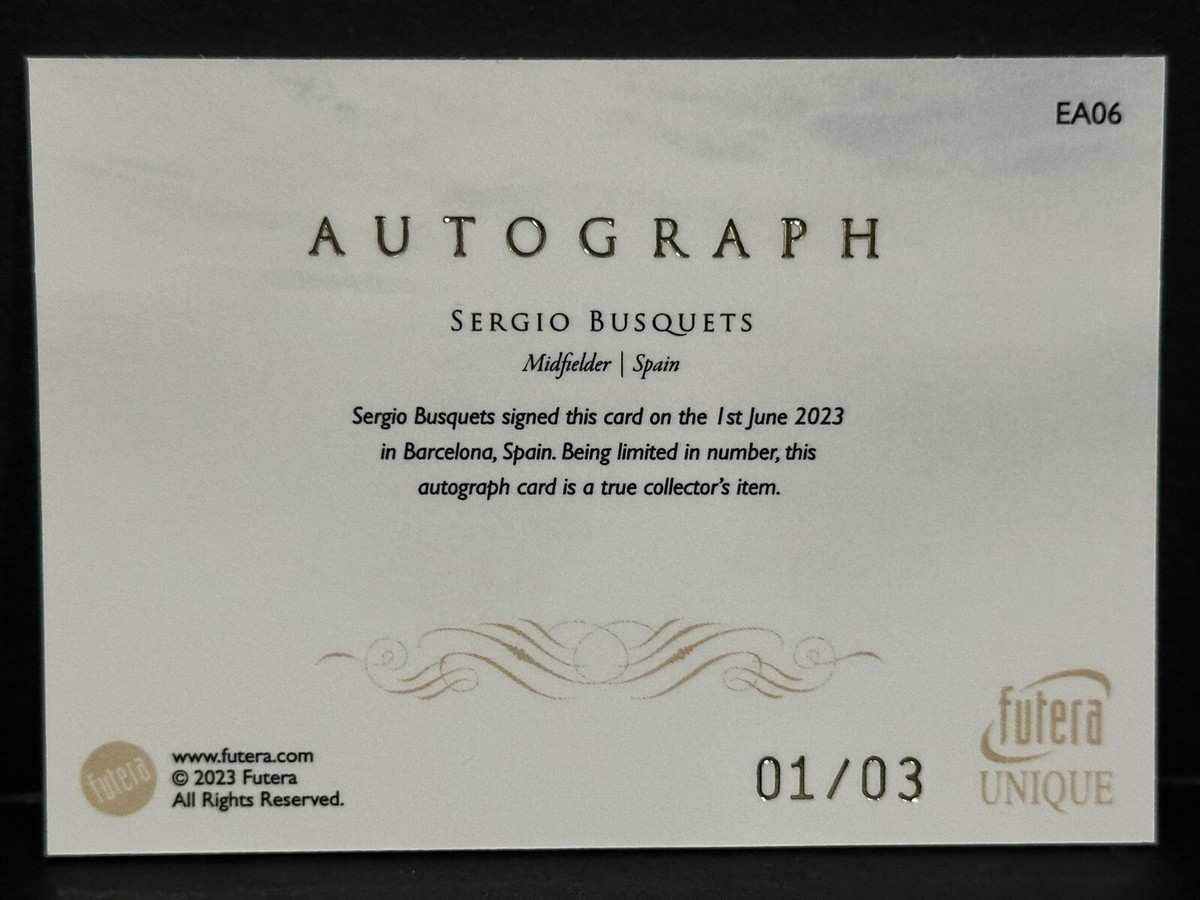 EA06
AUTOGRAPH
SERGIO BUSQUETS
Midfielder | Spain
Sergio Busquets signed this card on the 1st June 2023
in Barcelona, Spain. Being limited in number, this
autograph card is a true collector's item.
futera
www.futera.com
© 2023 Futera
All Rights Reserved.
01/03
futera
UNIQUE